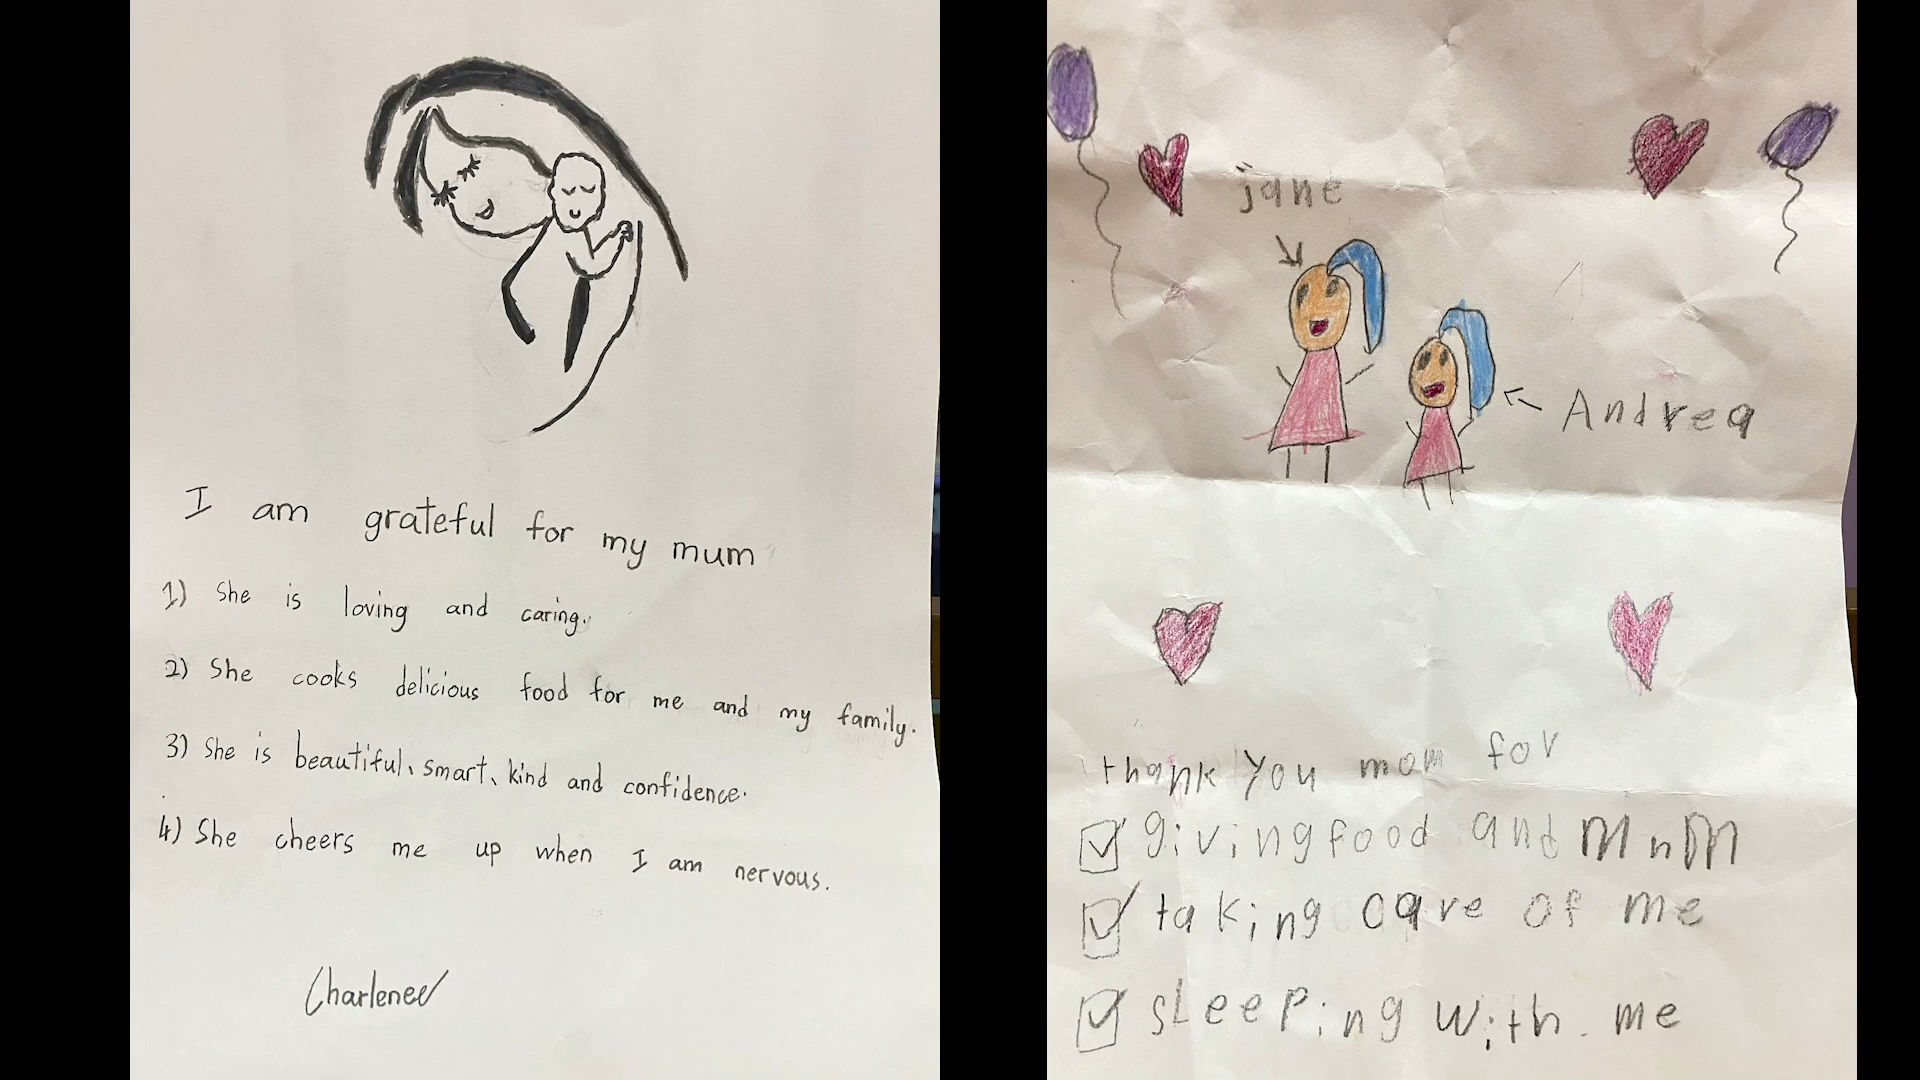 I am grateful for my mum
1) She is loving and caring.
2) She cooks delicious food for me and my family.
3) She is beautiful, smart, kind and confidence.
4) She cheers me up when I am nervous.
Charlene
jane
Andrea
thank you mom for
giving food and MnM
taking care of me
sleeping with me